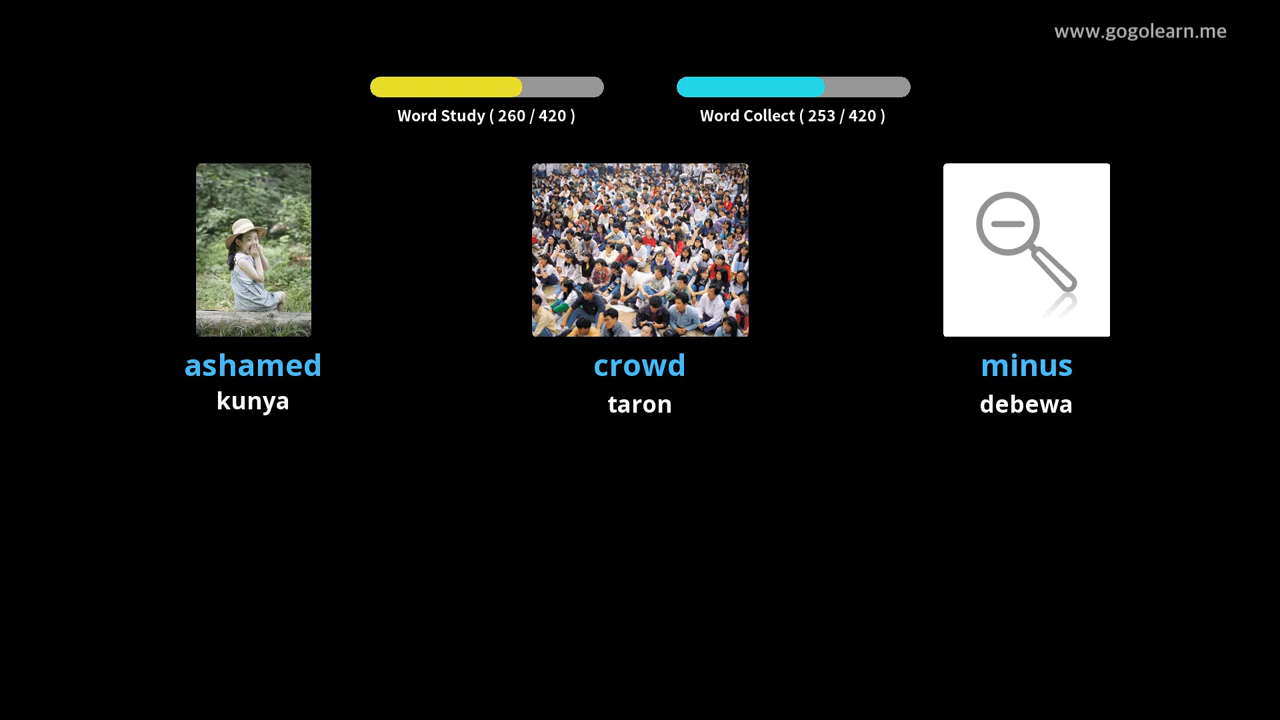 www.gogolearn.me
Word Study ( 260 / 420 )
Word Collect ( 253 / 420 )
ashamed
kunya
crowd
taron
minus
debewa